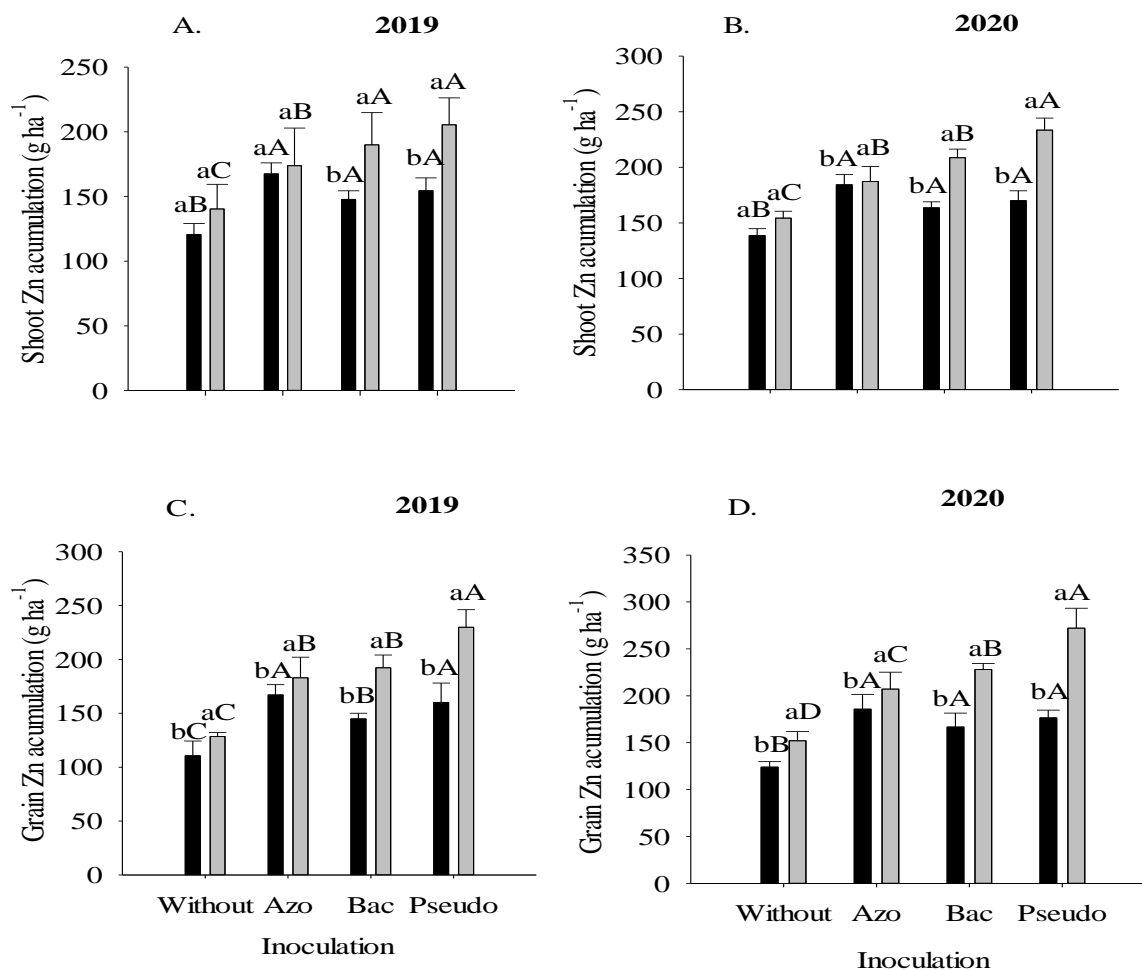 A. 2019
Shoot Zn acumulation (g ha-1)
250
200
150
100
50
0
aB
aC
aA
aB
bA
aA
bA
aA
B. 2020
Shoot Zn acumulation (g ha-1)
300
250
200
150
100
50
0
aB
aC
bA
aB
bA
aB
bA
aA
C. 2019
Grain Zn acumulation (g ha-1)
300
250
200
150
100
50
0
bC
aC
bA
aB
bB
aB
bA
aA
Without Azo Bac Pseudo
Inoculation
D. 2020
Grain Zn acumulation (g ha-1)
350
300
250
200
150
100
50
0
bB
aD
bA
aC
bA
aB
bA
aA
Without Azo Bac Pseudo
Inoculation